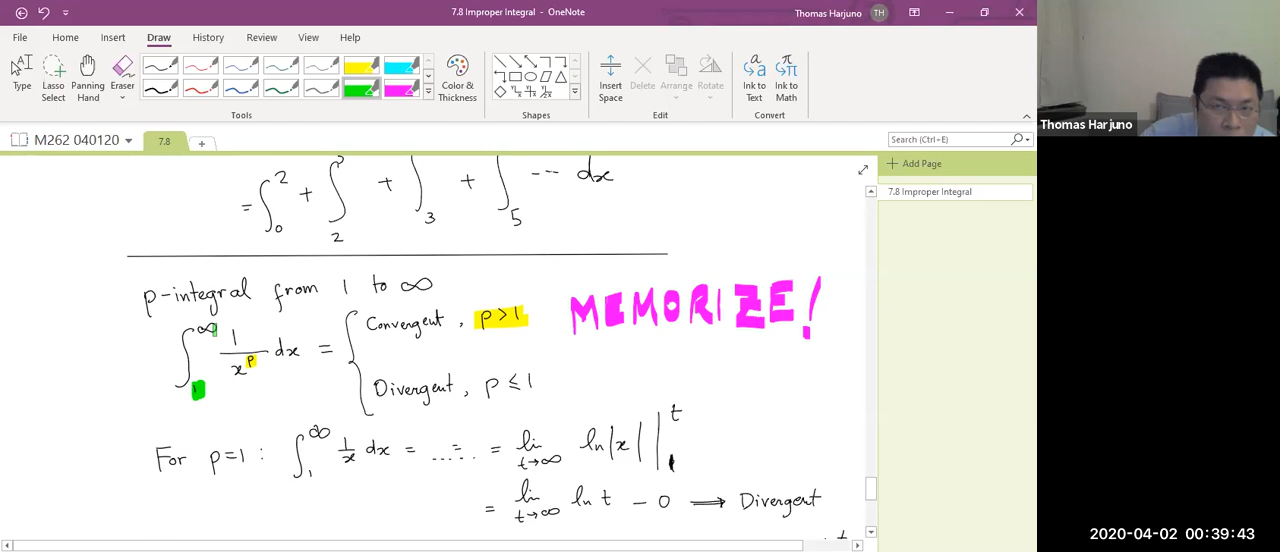 7.8 Improper Integral - OneNote
Thomas Harjuno TH
File Home Insert Draw History Review View Help
Type
Lasso Select
Panning Hand
Eraser
Color & Thickness
Insert Space
Delete
Arrange
Rotate
Ink to Text
Ink to Math
Tools
Shapes
Edit
Convert
M262 040120
7.8
Search (Ctrl+E)
Add Page
7.8 Improper Integral
= ∫₀² + ∫₂³ + ∫₃ + ∫₅ --- dx
p-integral from 1 to ∞
MEMORIZE!
∫₁^∞ 1/x^p dx = { Convergent, p > 1
Divergent, p ≤ 1
For p=1 : ∫₁^∞ 1/x dx = ..=... = lim t→∞ ln|x| |₁^t
= lim t→∞ ln t - 0 ⟹ Divergent
Thomas Harjuno
2020-04-02 00:39:43